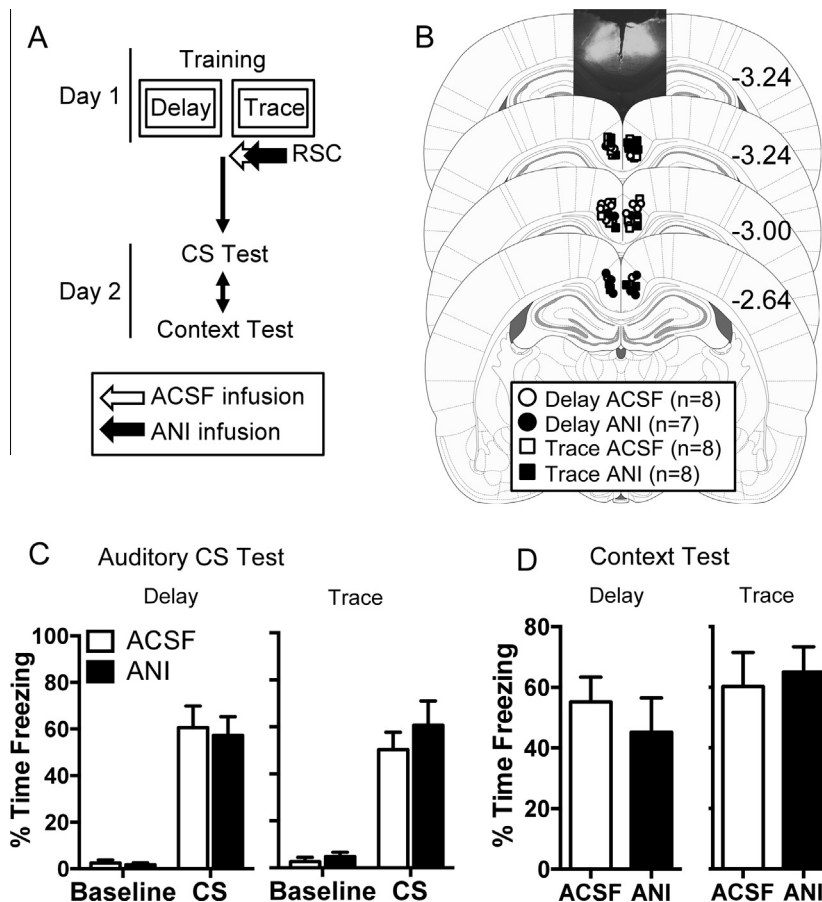 A
Training
Day 1
Delay
Trace
RSC
CS Test
Day 2
Context Test
ACSF infusion
ANI infusion
B
-3.24
-3.24
-3.00
-2.64
Delay ACSF (n=8)
Delay ANI (n=7)
Trace ACSF (n=8)
Trace ANI (n=8)
C
Auditory CS Test
Delay
Trace
ACSF
ANI
% Time Freezing
100
80
60
40
20
0
Baseline CS
Baseline CS
D
Context Test
Delay
Trace
% Time Freezing
80
60
40
20
0
ACSF ANI
ACSF ANI